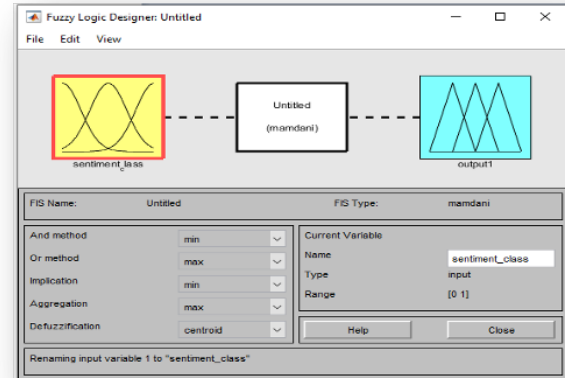 Fuzzy Logic Designer: Untitled
File Edit View
Untitled
(mamdani)
sentiment_class
output1
FIS Name: Untitled FIS Type: mamdani
And method min
Or method max
Implication min
Aggregation max
Defuzzification centroid
Current Variable
Name sentiment_class
Type input
Range [0 1]
Help Close
Renaming input variable 1 to "sentiment_class"